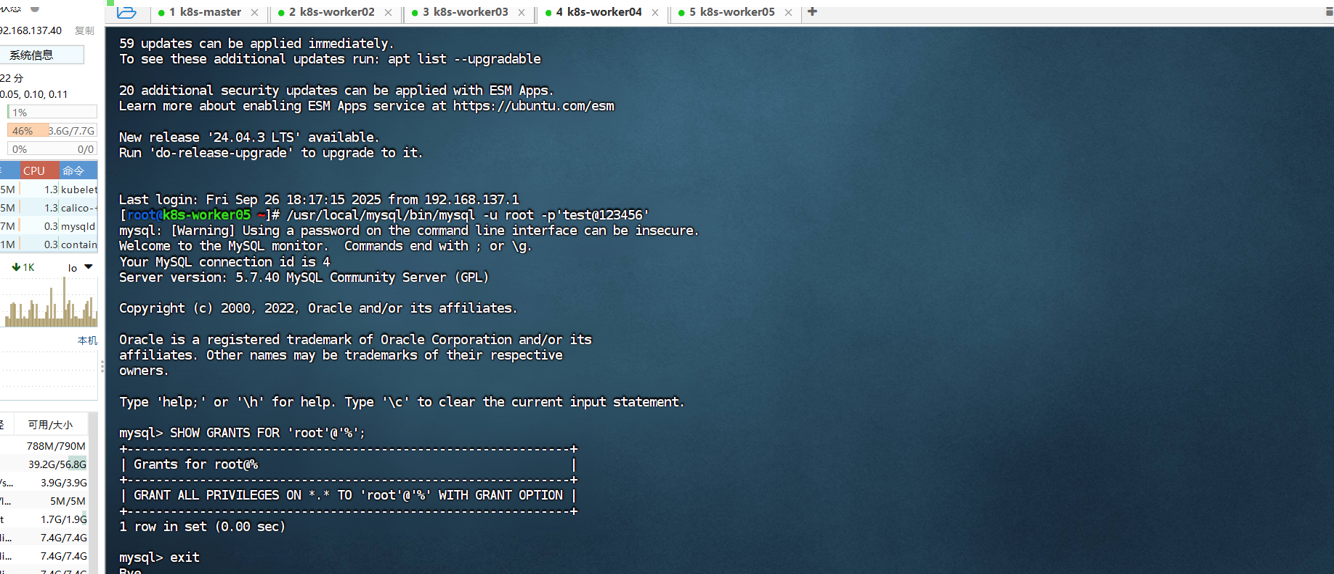 状态
92.168.137.40 复制
系统信息
22 分
0.05, 0.10, 0.11
1%
46% 3.6G/7.7G
0% 0/0
CPU 命令
5M 1.3 kubelet
5M 1.3 calico-+
7M 0.3 mysqld
1M 0.3 contain
1K lo
本机
可用/大小
788M/790M
39.2G/56.8G
/s... 3.9G/3.9G
/l... 5M/5M
t 1.7G/1.9G
li... 7.4G/7.4G
li... 7.4G/7.4G
li... 7.4G/7.4G
1 k8s-master
2 k8s-worker02
3 k8s-worker03
4 k8s-worker04
5 k8s-worker05
59 updates can be applied immediately.
To see these additional updates run: apt list --upgradable
20 additional security updates can be applied with ESM Apps.
Learn more about enabling ESM Apps service at https://ubuntu.com/esm
New release '24.04.3 LTS' available.
Run 'do-release-upgrade' to upgrade to it.
Last login: Fri Sep 26 18:17:15 2025 from 192.168.137.1
[root@k8s-worker05 ~]# /usr/local/mysql/bin/mysql -u root -p'test@123456'
mysql: [Warning] Using a password on the command line interface can be insecure.
Welcome to the MySQL monitor.  Commands end with ; or \g.
Your MySQL connection id is 4
Server version: 5.7.40 MySQL Community Server (GPL)
Copyright (c) 2000, 2022, Oracle and/or its affiliates.
Oracle is a registered trademark of Oracle Corporation and/or its
affiliates. Other names may be trademarks of their respective
owners.
Type 'help;' or '\h' for help. Type '\c' to clear the current input statement.
mysql> SHOW GRANTS FOR 'root'@'%';
+-------------------------------------------------------------+
| Grants for root@%                                           |
+-------------------------------------------------------------+
| GRANT ALL PRIVILEGES ON *.* TO 'root'@'%' WITH GRANT OPTION |
+-------------------------------------------------------------+
1 row in set (0.00 sec)
mysql> exit
Bye